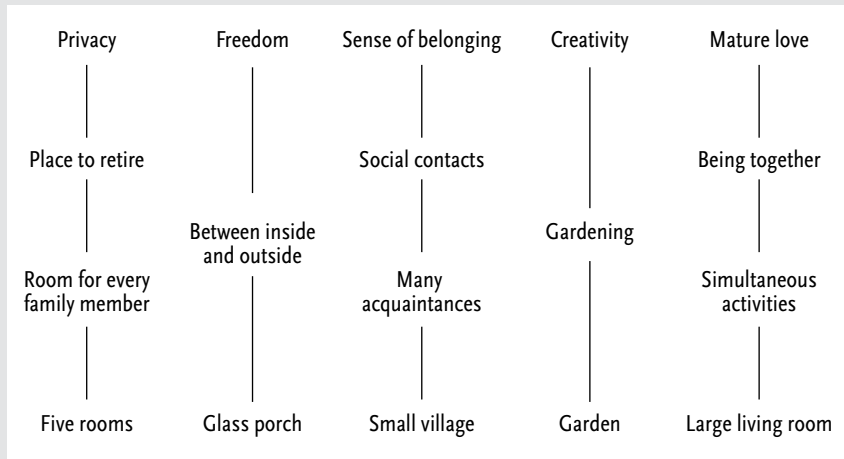 Privacy
Freedom
Sense of belonging
Creativity
Mature love
Place to retire
Social contacts
Being together
Between inside
and outside
Gardening
Room for every
family member
Many
acquaintances
Simultaneous
activities
Five rooms
Glass porch
Small village
Garden
Large living room